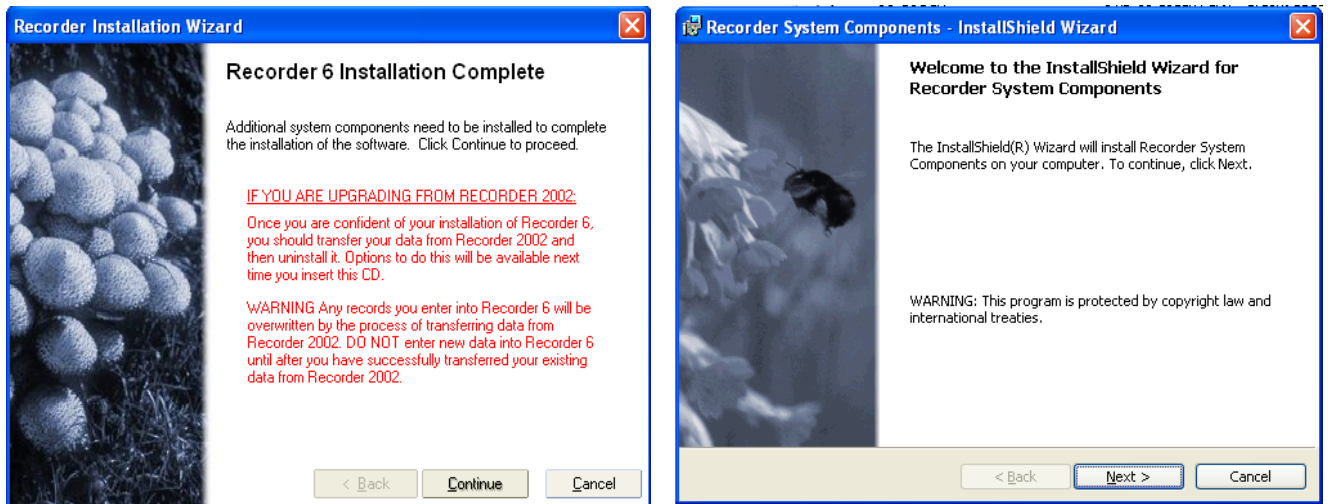 Recorder Installation Wizard
Recorder 6 Installation Complete
Additional system components need to be installed to complete
the installation of the software. Click Continue to proceed.
IF YOU ARE UPGRADING FROM RECORDER 2002:
Once you are confident of your installation of Recorder 6,
you should transfer your data from Recorder 2002 and
then uninstall it. Options to do this will be available next
time you insert this CD.
WARNING Any records you enter into Recorder 6 will be
overwritten by the process of transferring data from
Recorder 2002. DO NOT enter new data into Recorder 6
until after you have successfully transferred your existing
data from Recorder 2002.
< Back
Continue
Cancel
Recorder System Components - InstallShield Wizard
Welcome to the InstallShield Wizard for
Recorder System Components
The InstallShield(R) Wizard will install Recorder System
Components on your computer. To continue, click Next.
WARNING: This program is protected by copyright law and
international treaties.
< Back
Next >
Cancel